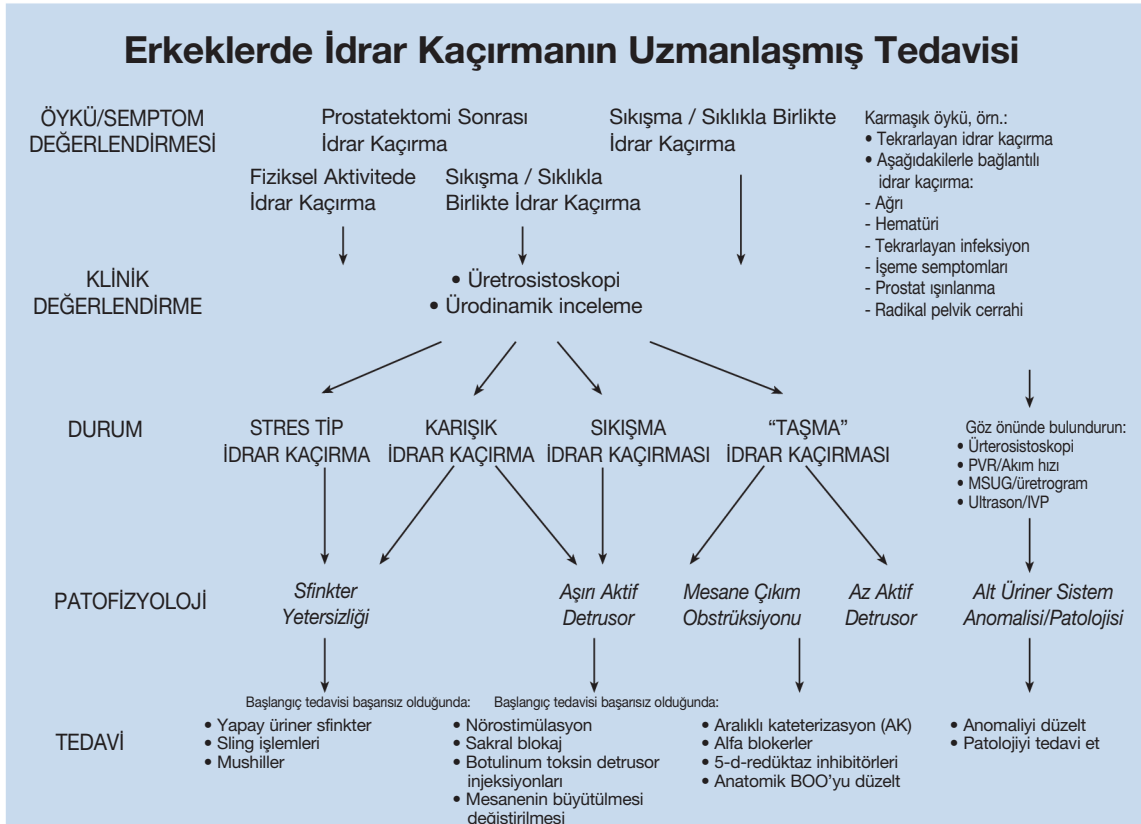 Erkeklerde İdrar Kaçırmanın Uzmanlaşmış Tedavisi
ÖYKÜ/SEMPTOM
DEĞERLENDİRMESİ
Prostatektomi Sonrası
İdrar Kaçırma
Fiziksel Aktivitede
İdrar Kaçırma
Sıkışma / Sıklıkla
Birlikte İdrar Kaçırma
Sıkışma / Sıklıkla Birlikte
İdrar Kaçırma
Karmaşık öykü, örn.:
• Tekrarlayan idrar kaçırma
• Aşağıdakilerle bağlantılı
idrar kaçırma:
- Ağrı
- Hematüri
- Tekrarlayan infeksiyon
- İşeme semptomları
- Prostat ışınlanma
- Radikal pelvik cerrahi
KLİNİK
DEĞERLENDİRME
• Üretrosistoskopi
• Ürodinamik inceleme
DURUM
STRES TİP
İDRAR KAÇIRMA
KARIŞIK
İDRAR KAÇIRMA
SIKIŞMA
İDRAR KAÇIRMASI
“TAŞMA”
İDRAR KAÇIRMASI
Göz önünde bulundurun:
• Ürterosistoskopi
• PVR/Akım hızı
• MSUG/üretrogram
• Ultrason/IVP
PATOFİZYOLOJİ
Sfinkter
Yetersizliği
Aşırı Aktif
Detrusor
Mesane Çıkım
Obstrüksiyonu
Az Aktif
Detrusor
Alt Üriner Sistem
Anomalisi/Patolojisi
TEDAVİ
Başlangıç tedavisi başarısız olduğunda:
• Yapay üriner sfinkter
• Sling işlemleri
• Mushiller
Başlangıç tedavisi başarısız olduğunda:
• Nörostimülasyon
• Sakral blokaj
• Botulinum toksin detrusor
injeksiyonları
• Mesanenin büyütülmesi
değiştirilmesi
• Aralıklı kateterizasyon (AK)
• Alfa blokerler
• 5-d-redüktaz inhibitörleri
• Anatomik BOO’yu düzelt
• Anomaliyi düzelt
• Patolojiyi tedavi et